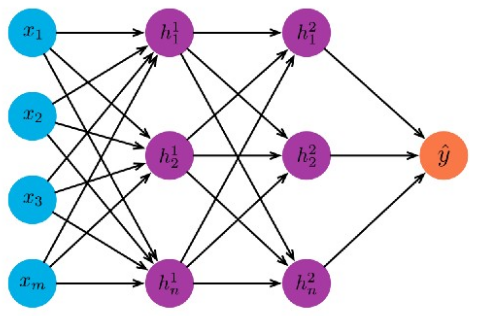 x₁ h₁¹ h₁²
x₂
h₂¹ h₂² ŷ
x₃
xₘ hₙ¹ hₙ²